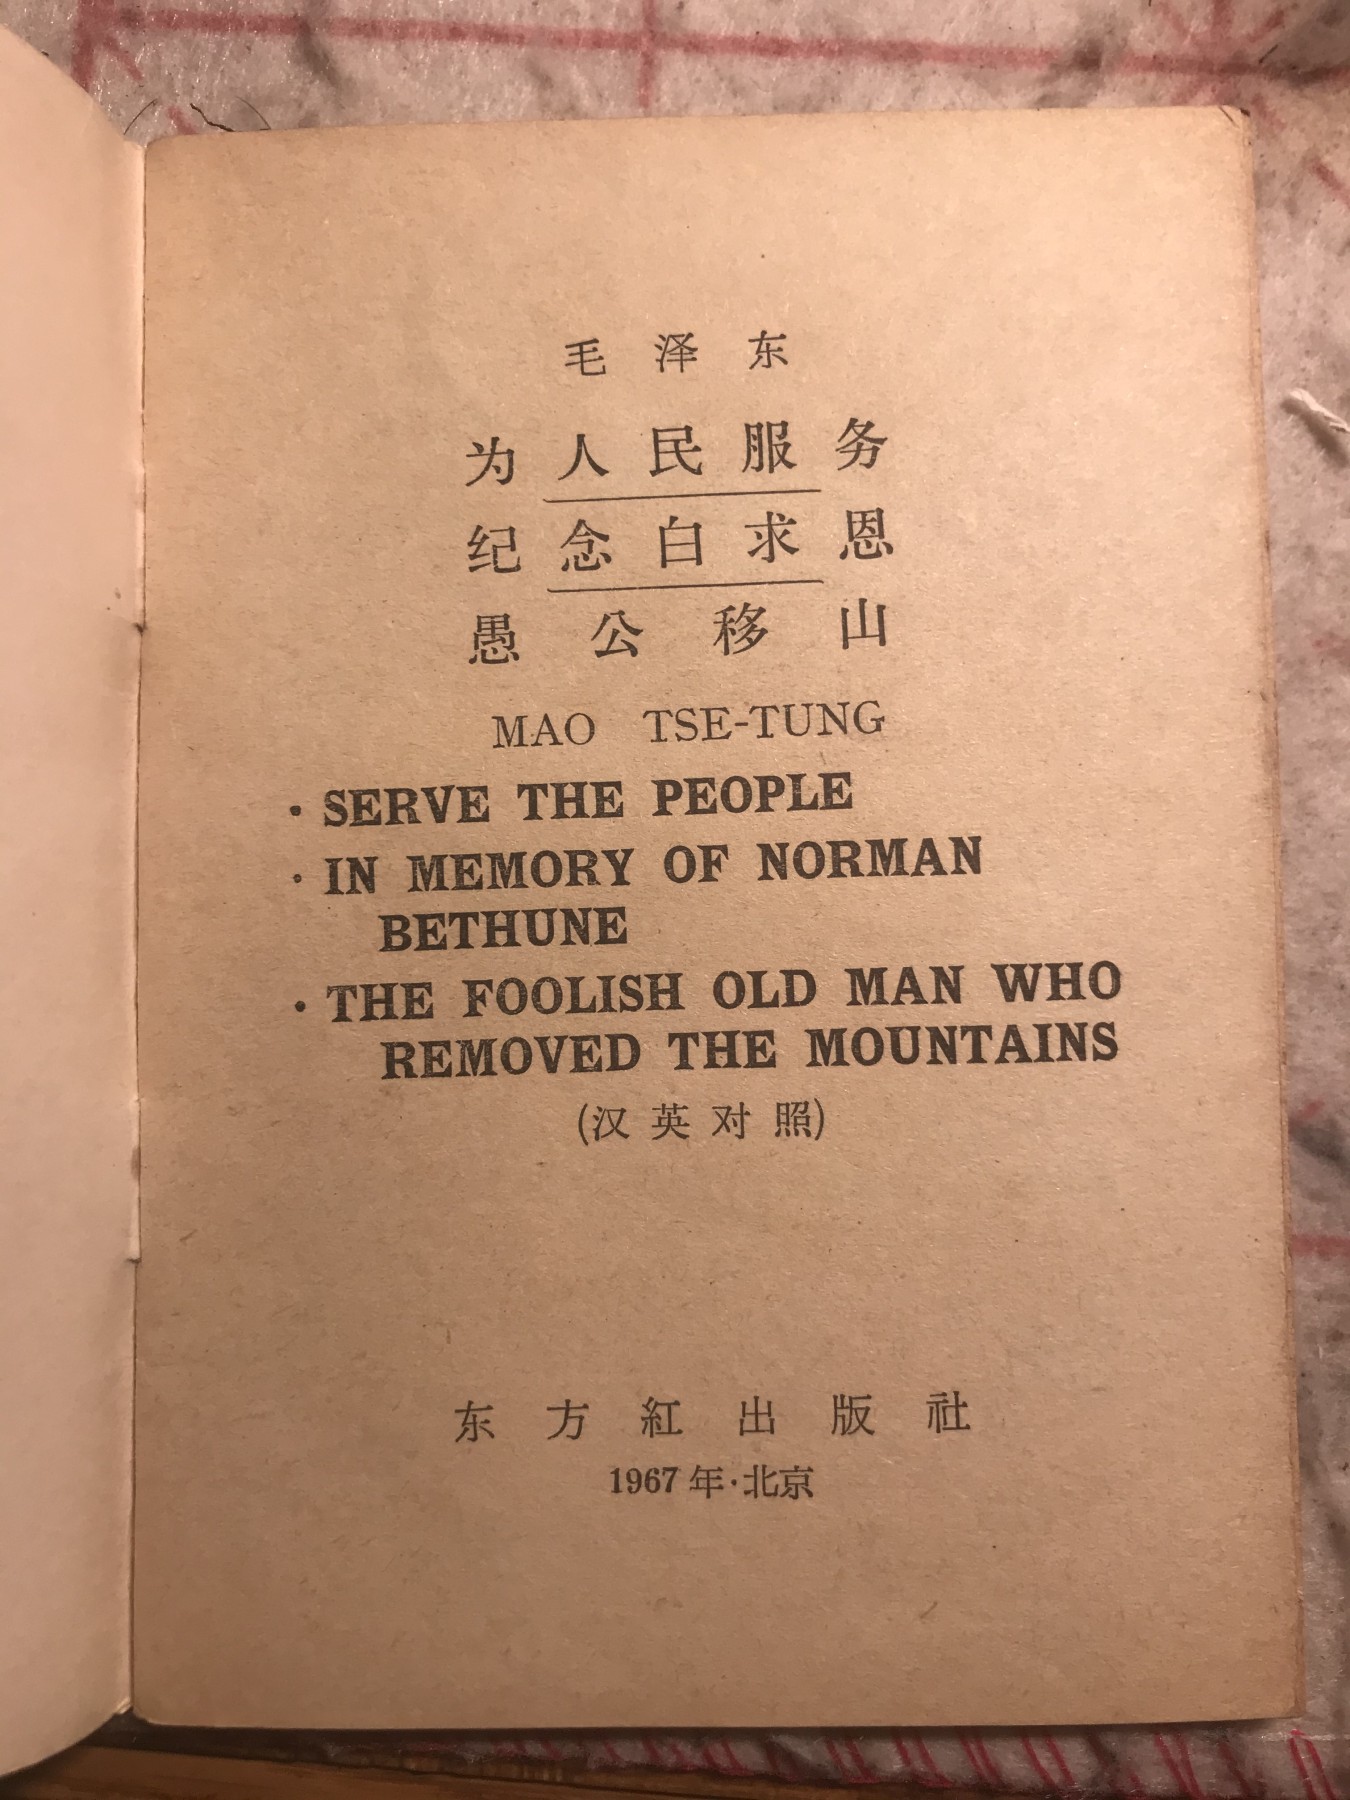 毛泽东
为人民服务
纪念白求恩
愚公移山
MAO TSE-TUNG
· SERVE THE PEOPLE
· IN MEMORY OF NORMAN
BETHUNE
· THE FOOLISH OLD MAN WHO
REMOVED THE MOUNTAINS
(汉英对照)
东方紅出版社
1967年·北京